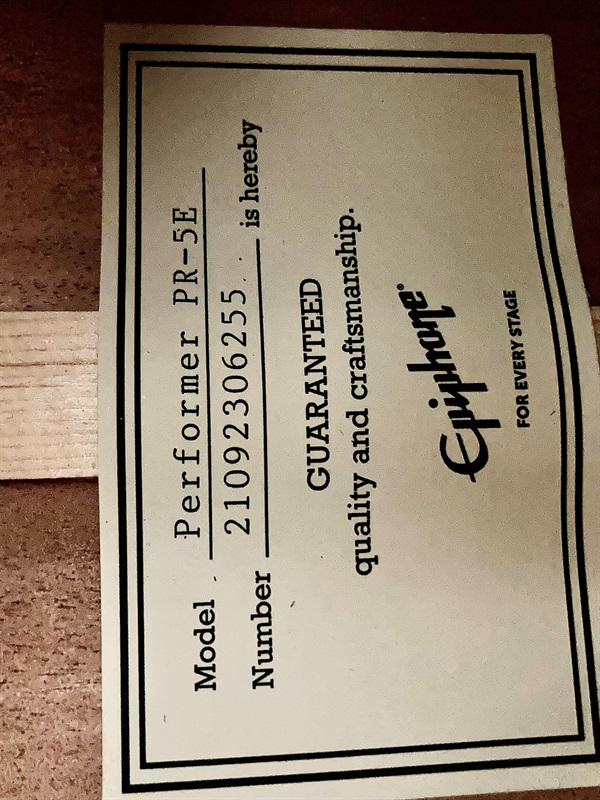 Model Performer PR-5E
Number 21092306255 is hereby
GUARANTEED
quality and craftsmanship.
Epiphone®
FOR EVERY STAGE